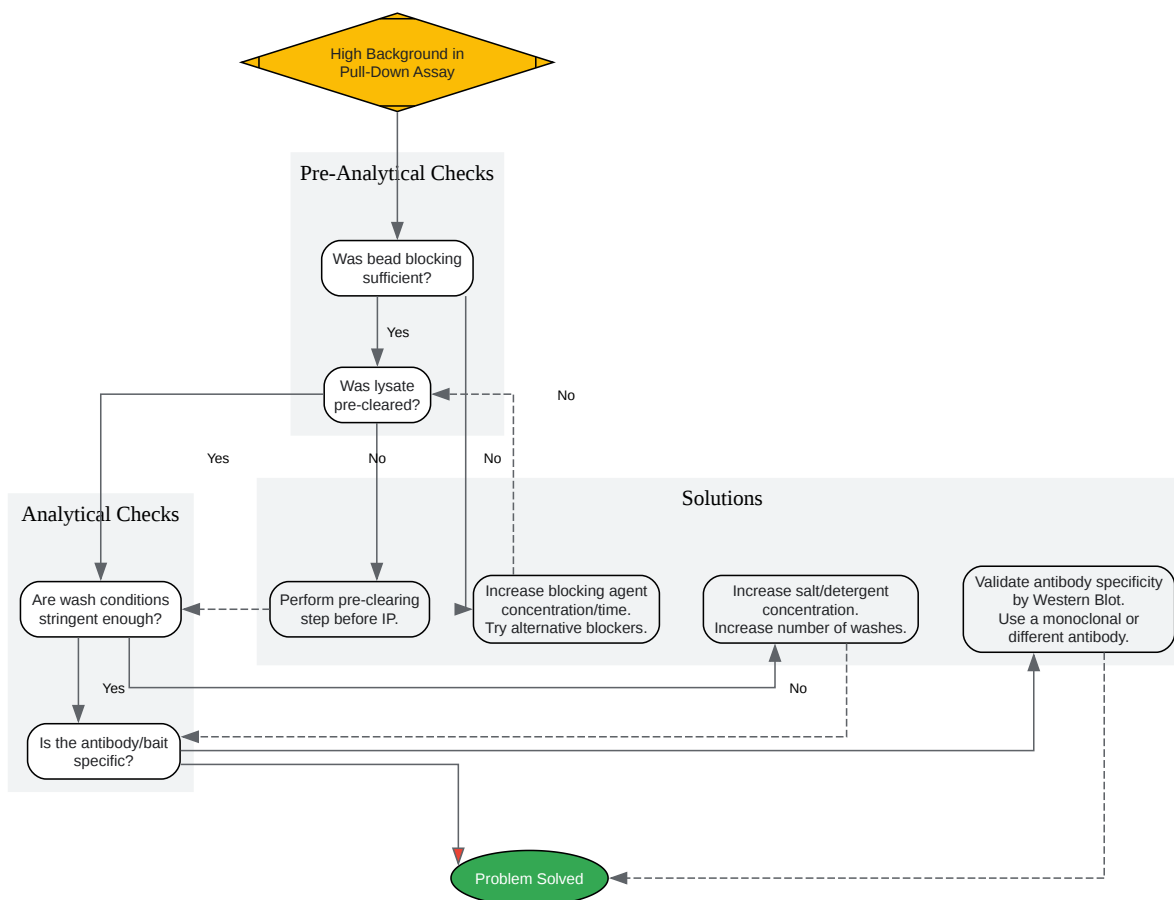 High Background in
Pull-Down Assay
Pre-Analytical Checks
Was bead blocking
sufficient?
Yes
Was lysate
pre-cleared?
No
Yes
No
No
Solutions
Analytical Checks
Are wash conditions
stringent enough?
Perform pre-clearing
step before IP.
Increase blocking agent
concentration/time.
Try alternative blockers.
Increase salt/detergent
concentration.
Increase number of washes.
Validate antibody specificity
by Western Blot.
Use a monoclonal or
different antibody.
Yes
No
Is the antibody/bait
specific?
Problem Solved